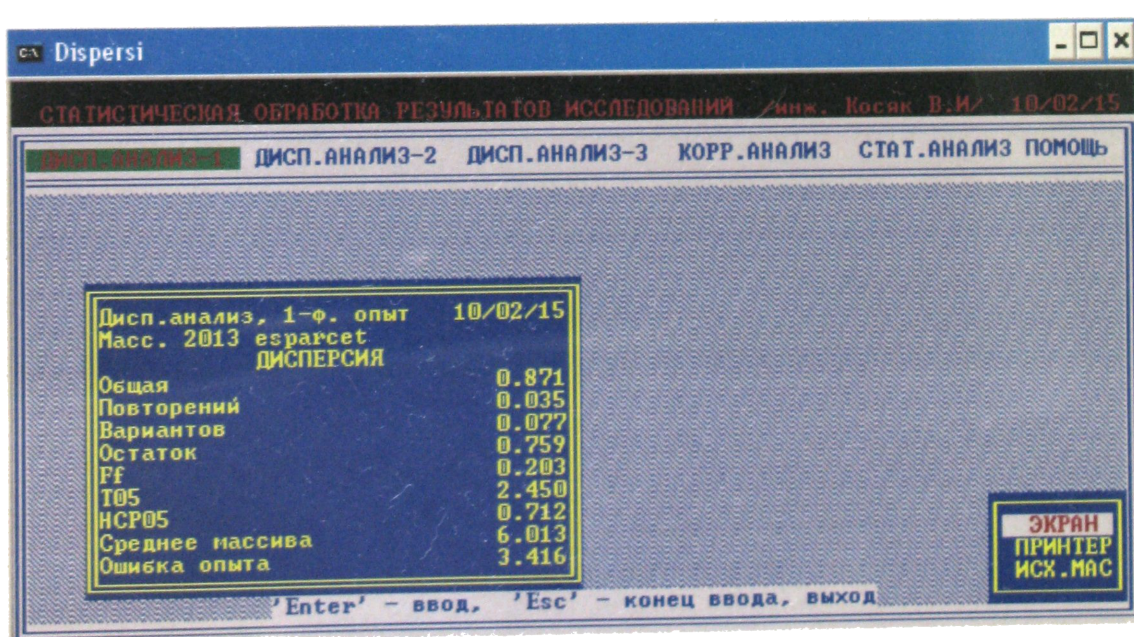 Dispersi
СТАТИСТИЧЕСКАЯ ОБРАБОТКА РЕЗУЛЬТАТОВ ИССЛЕДОВАНИЙ /инж. Косяк В.И/ 10/02/15
ДИСП.АНАЛИЗ-1 ДИСП.АНАЛИЗ-2 ДИСП.АНАЛИЗ-3 КОРР.АНАЛИЗ СТАТ.АНАЛИЗ ПОМОЩЬ
Дисп.анализ, 1-ф. опыт 10/02/15
Масс. 2013 esparcet
ДИСПЕРСИЯ
Общая 0.871
Повторений 0.035
Вариантов 0.077
Остаток 0.759
Ff 0.203
T05 2.450
НСР05 0.712
Среднее массива 6.013
Ошибка опыта 3.416
ЭКРАН
ПРИНТЕР
ИСХ.МАС
'Enter' - ввод, 'Esc' - конец ввода, выход